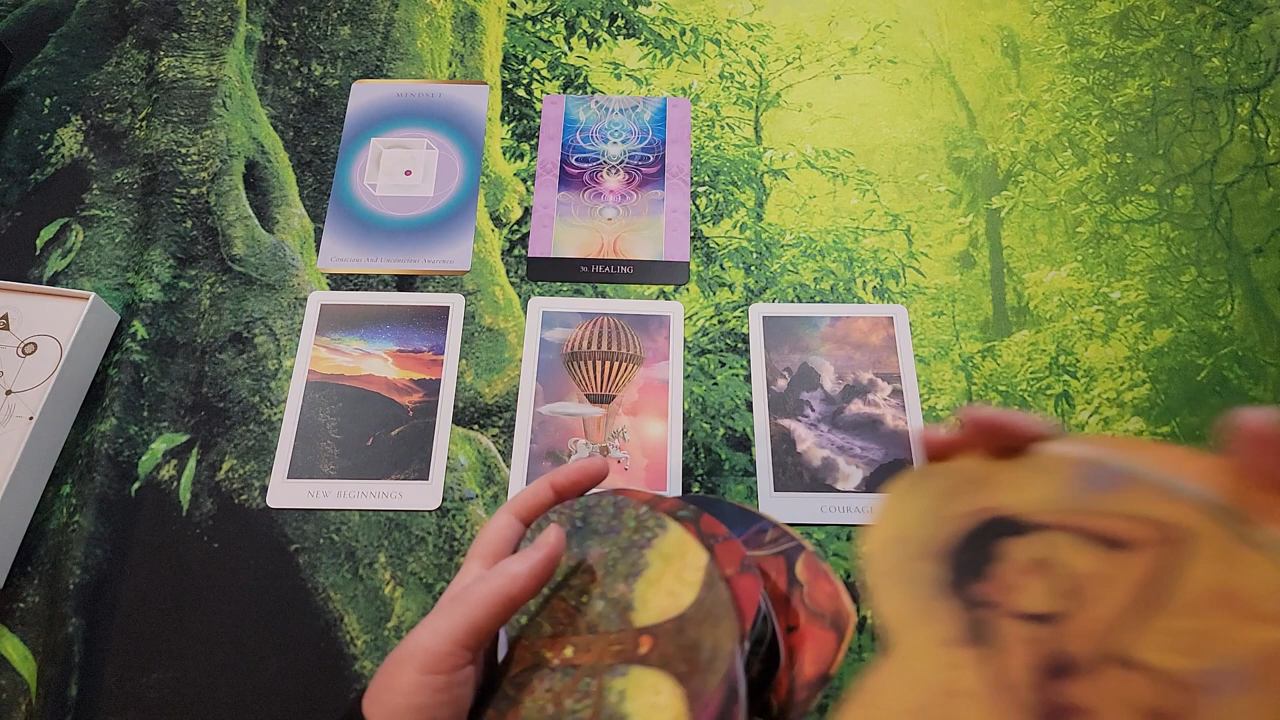 MINDSET
Conscious And Unconscious Awareness
30. HEALING
NEW BEGINNINGS
COURAGE